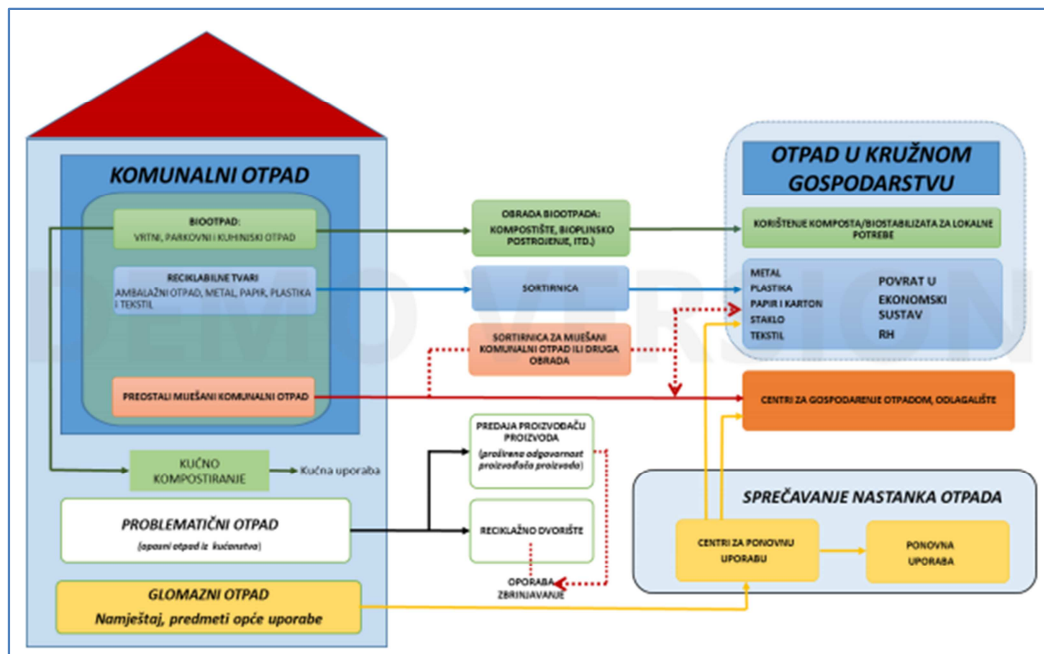 KOMUNALNI OTPAD
BIOOTPAD:
VRTNI, PARKOVNI I KUHINJSKI OTPAD
RECIKLABILNE TVARI
AMBALAŽNI OTPAD, METAL, PAPIR, PLASTIKA
I TEKSTIL
PREOSTALI MIJEŠANI KOMUNALNI OTPAD
KUĆNO
KOMPOSTIRANJE
Kućna uporaba
PROBLEMATIČNI OTPAD
(opasni otpad iz kućanstva)
GLOMAZNI OTPAD
Namještaj, predmeti opće uporabe
OBRADA BIOOTPADA:
KOMPOSTIŠTE, BIOPLINSKO
POSTROJENJE, ITD.)
SORTIRNICA
SORTIRNICA ZA MIJEŠANI
KOMUNALNI OTPAD ILI DRUGA
OBRADA
PREDAJA PROIZVOĐAČU
PROIZVODA
(proširena odgovornost
proizvođača proizvoda)
RECIKLAŽNO DVORIŠTE
OPORABA
ZBRINJAVANJE
OTPAD U KRUŽNOM
GOSPODARSTVU
KORIŠTENJE KOMPOSTA/BIOSTABILIZATA ZA LOKALNE
POTREBE
METAL
PLASTIKA
PAPIR I KARTON
STAKLO
TEKSTIL
POVRAT U
EKONOMSKI
SUSTAV
RH
CENTRI ZA GOSPODARENJE OTPADOM, ODLAGALIŠTE
SPREČAVANJE NASTANKA OTPADA
CENTRI ZA PONOVNU
UPORABU
PONOVNA
UPORABA
DEMO VERSION